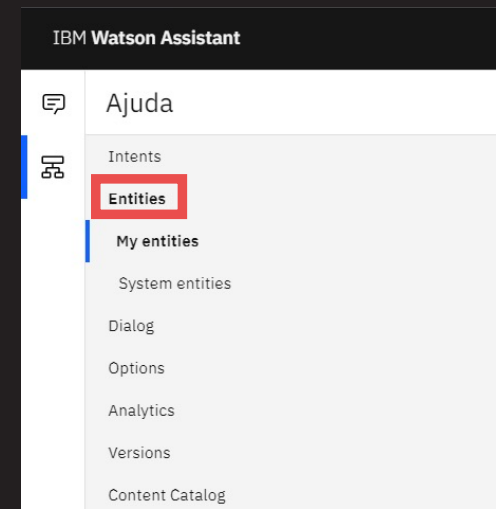 IBM Watson Assistant
Ajuda
Intents
Entities
My entities
System entities
Dialog
Options
Analytics
Versions
Content Catalog